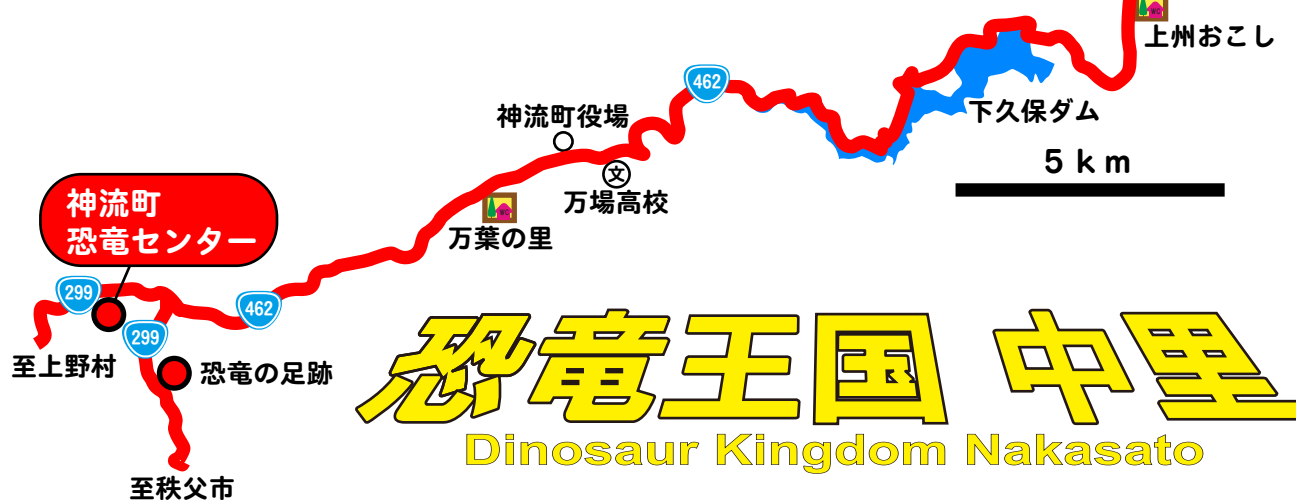 上州おこし
462
下久保ダム
神流町役場
5km
文
万場高校
神流町
恐竜センター
万葉の里
299
462
299
至上野村
恐竜の足跡
恐竜王国 中里
Dinosaur Kingdom Nakasato
至秩父市